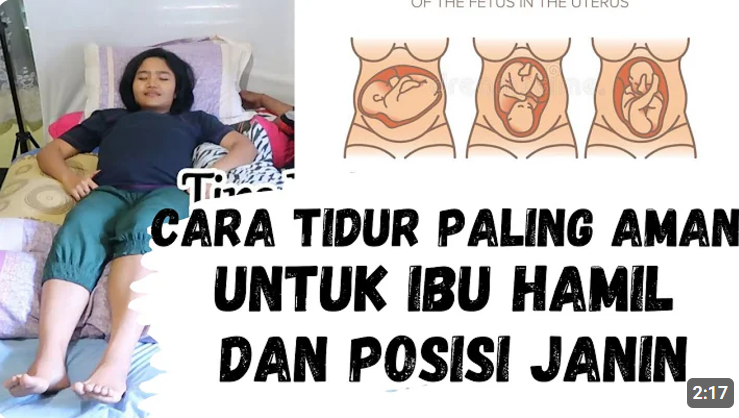 OF THE FETUS IN THE UTERUS
CARA TIDUR PALING AMAN
UNTUK IBU HAMIL
DAN POSISI JANIN
2:17